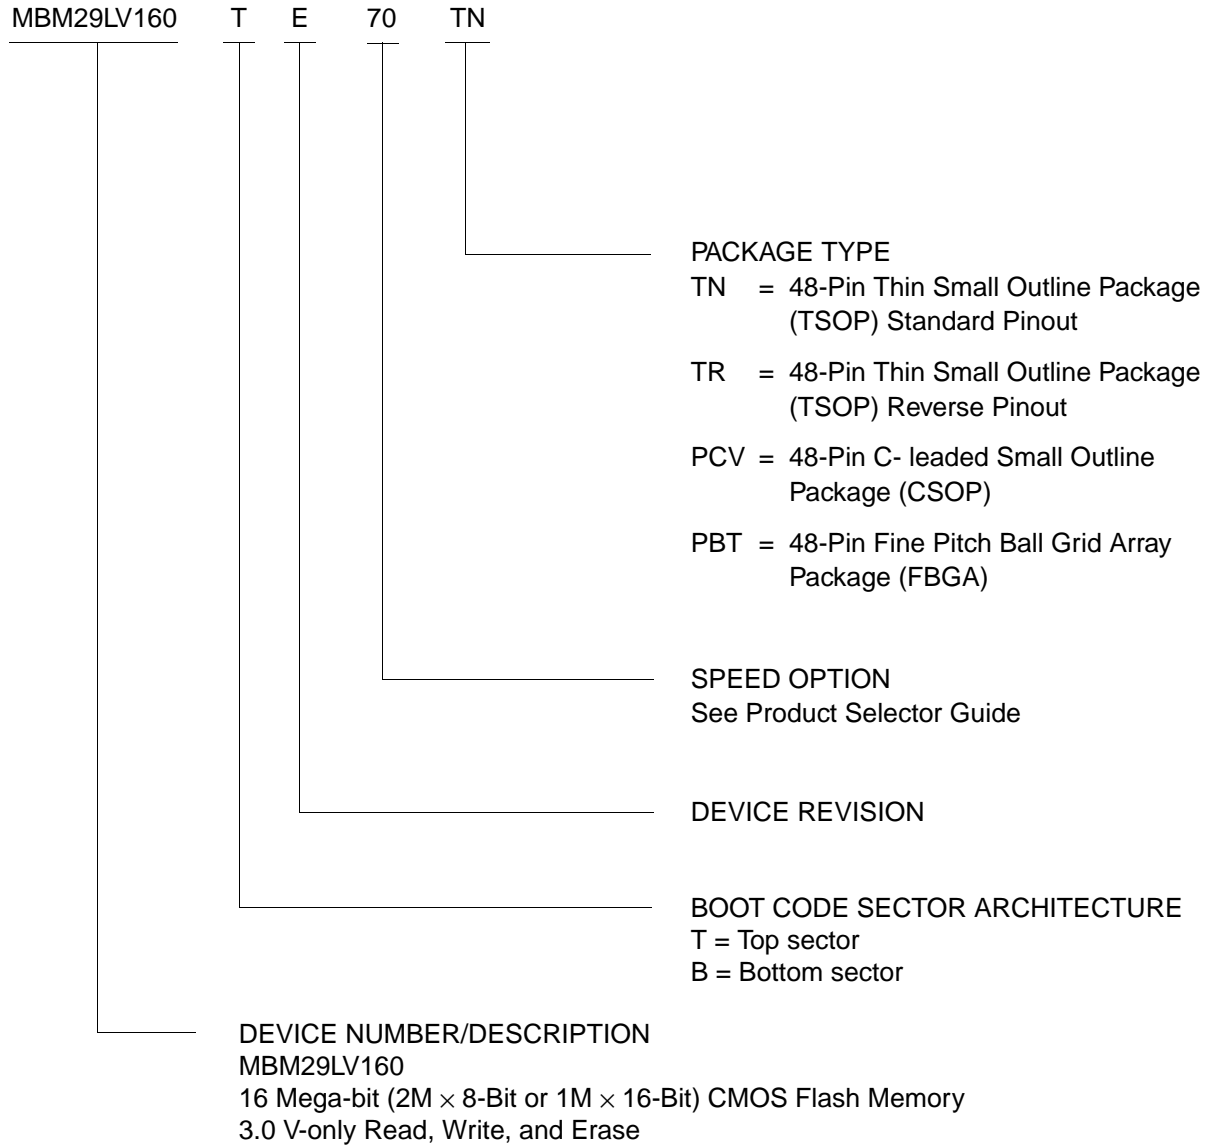 MBM29LV160 T E 70 TN
PACKAGE TYPE
TN = 48-Pin Thin Small Outline Package
(TSOP) Standard Pinout
TR = 48-Pin Thin Small Outline Package
(TSOP) Reverse Pinout
PCV = 48-Pin C- leaded Small Outline
Package (CSOP)
PBT = 48-Pin Fine Pitch Ball Grid Array
Package (FBGA)
SPEED OPTION
See Product Selector Guide
DEVICE REVISION
BOOT CODE SECTOR ARCHITECTURE
T = Top sector
B = Bottom sector
DEVICE NUMBER/DESCRIPTION
MBM29LV160
16 Mega-bit (2M × 8-Bit or 1M × 16-Bit) CMOS Flash Memory
3.0 V-only Read, Write, and Erase